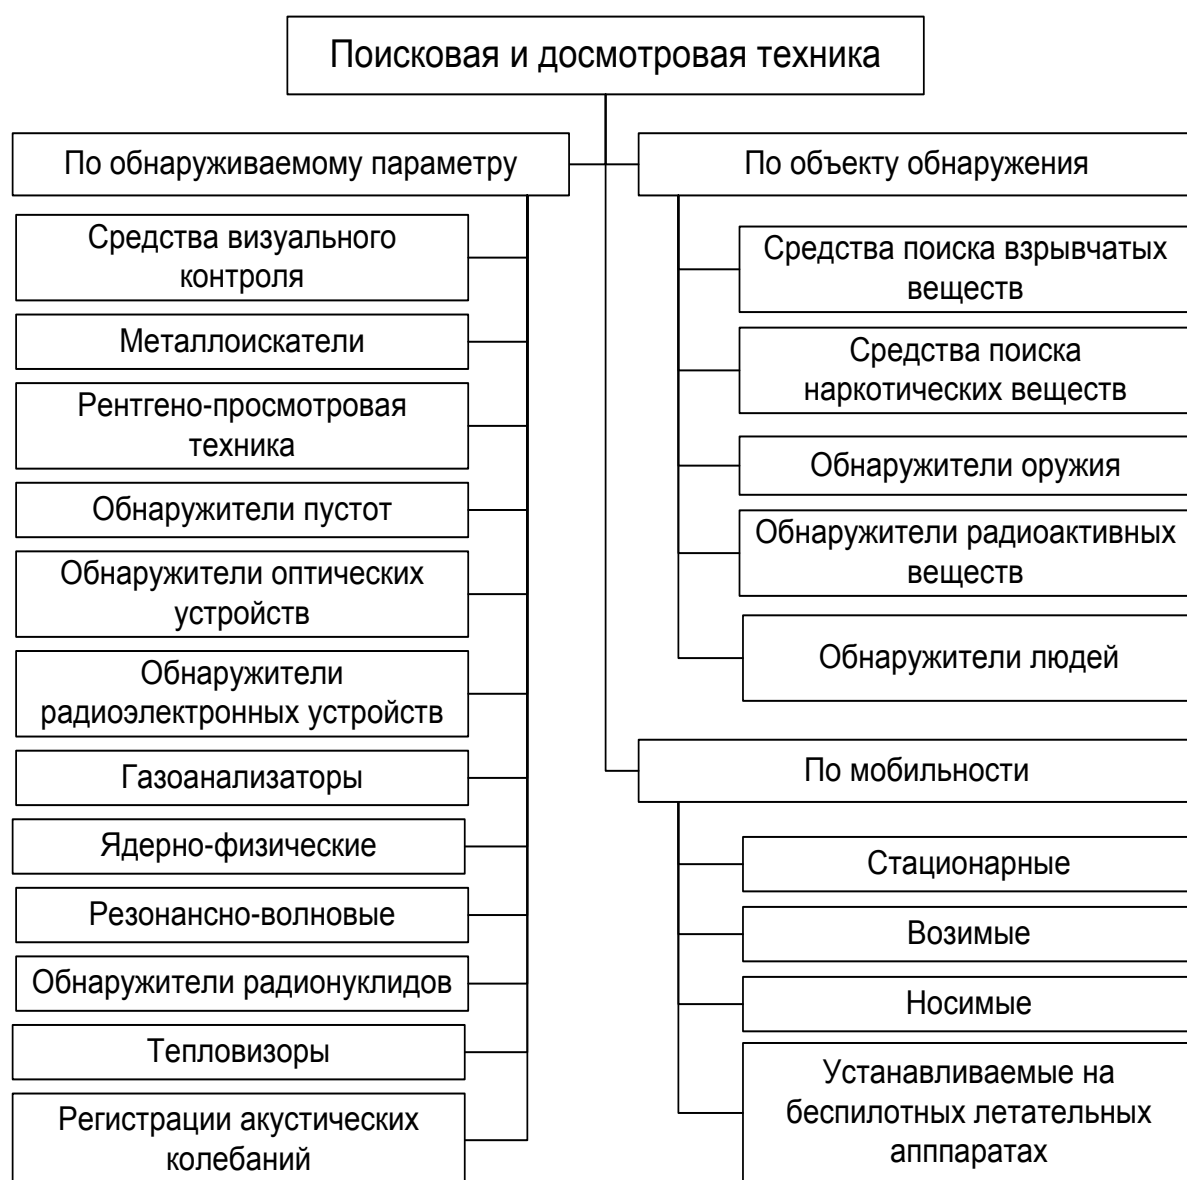 Поисковая и досмотровая техника
По обнаруживаемому параметру
Средства визуального
контроля
Металлоискатели
Рентгено-просмотровая
техника
Обнаружители пустот
Обнаружители оптических
устройств
Обнаружители
радиоэлектронных устройств
Газоанализаторы
Ядерно-физические
Резонансно-волновые
Обнаружители радионуклидов
Тепловизоры
Регистрации акустических
колебаний
По объекту обнаружения
Средства поиска взрывчатых
веществ
Средства поиска
наркотических веществ
Обнаружители оружия
Обнаружители радиоактивных
веществ
Обнаружители людей
По мобильности
Стационарные
Возимые
Носимые
Устанавливаемые на
беспилотных летательных
апппаратах